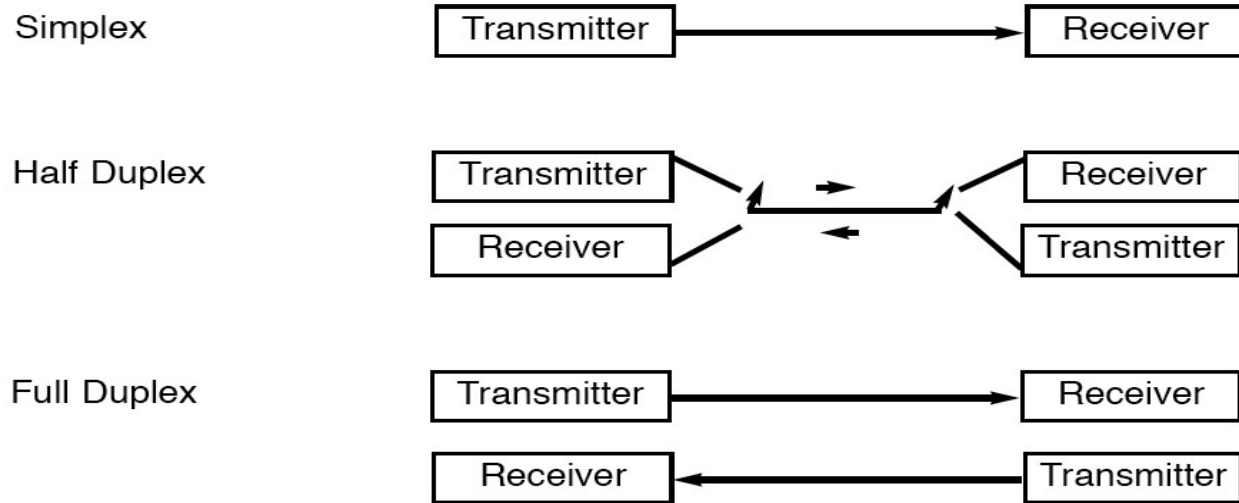 Simplex Transmitter Receiver
Half Duplex Transmitter Receiver
Receiver Transmitter
Full Duplex Transmitter Receiver
Receiver Transmitter